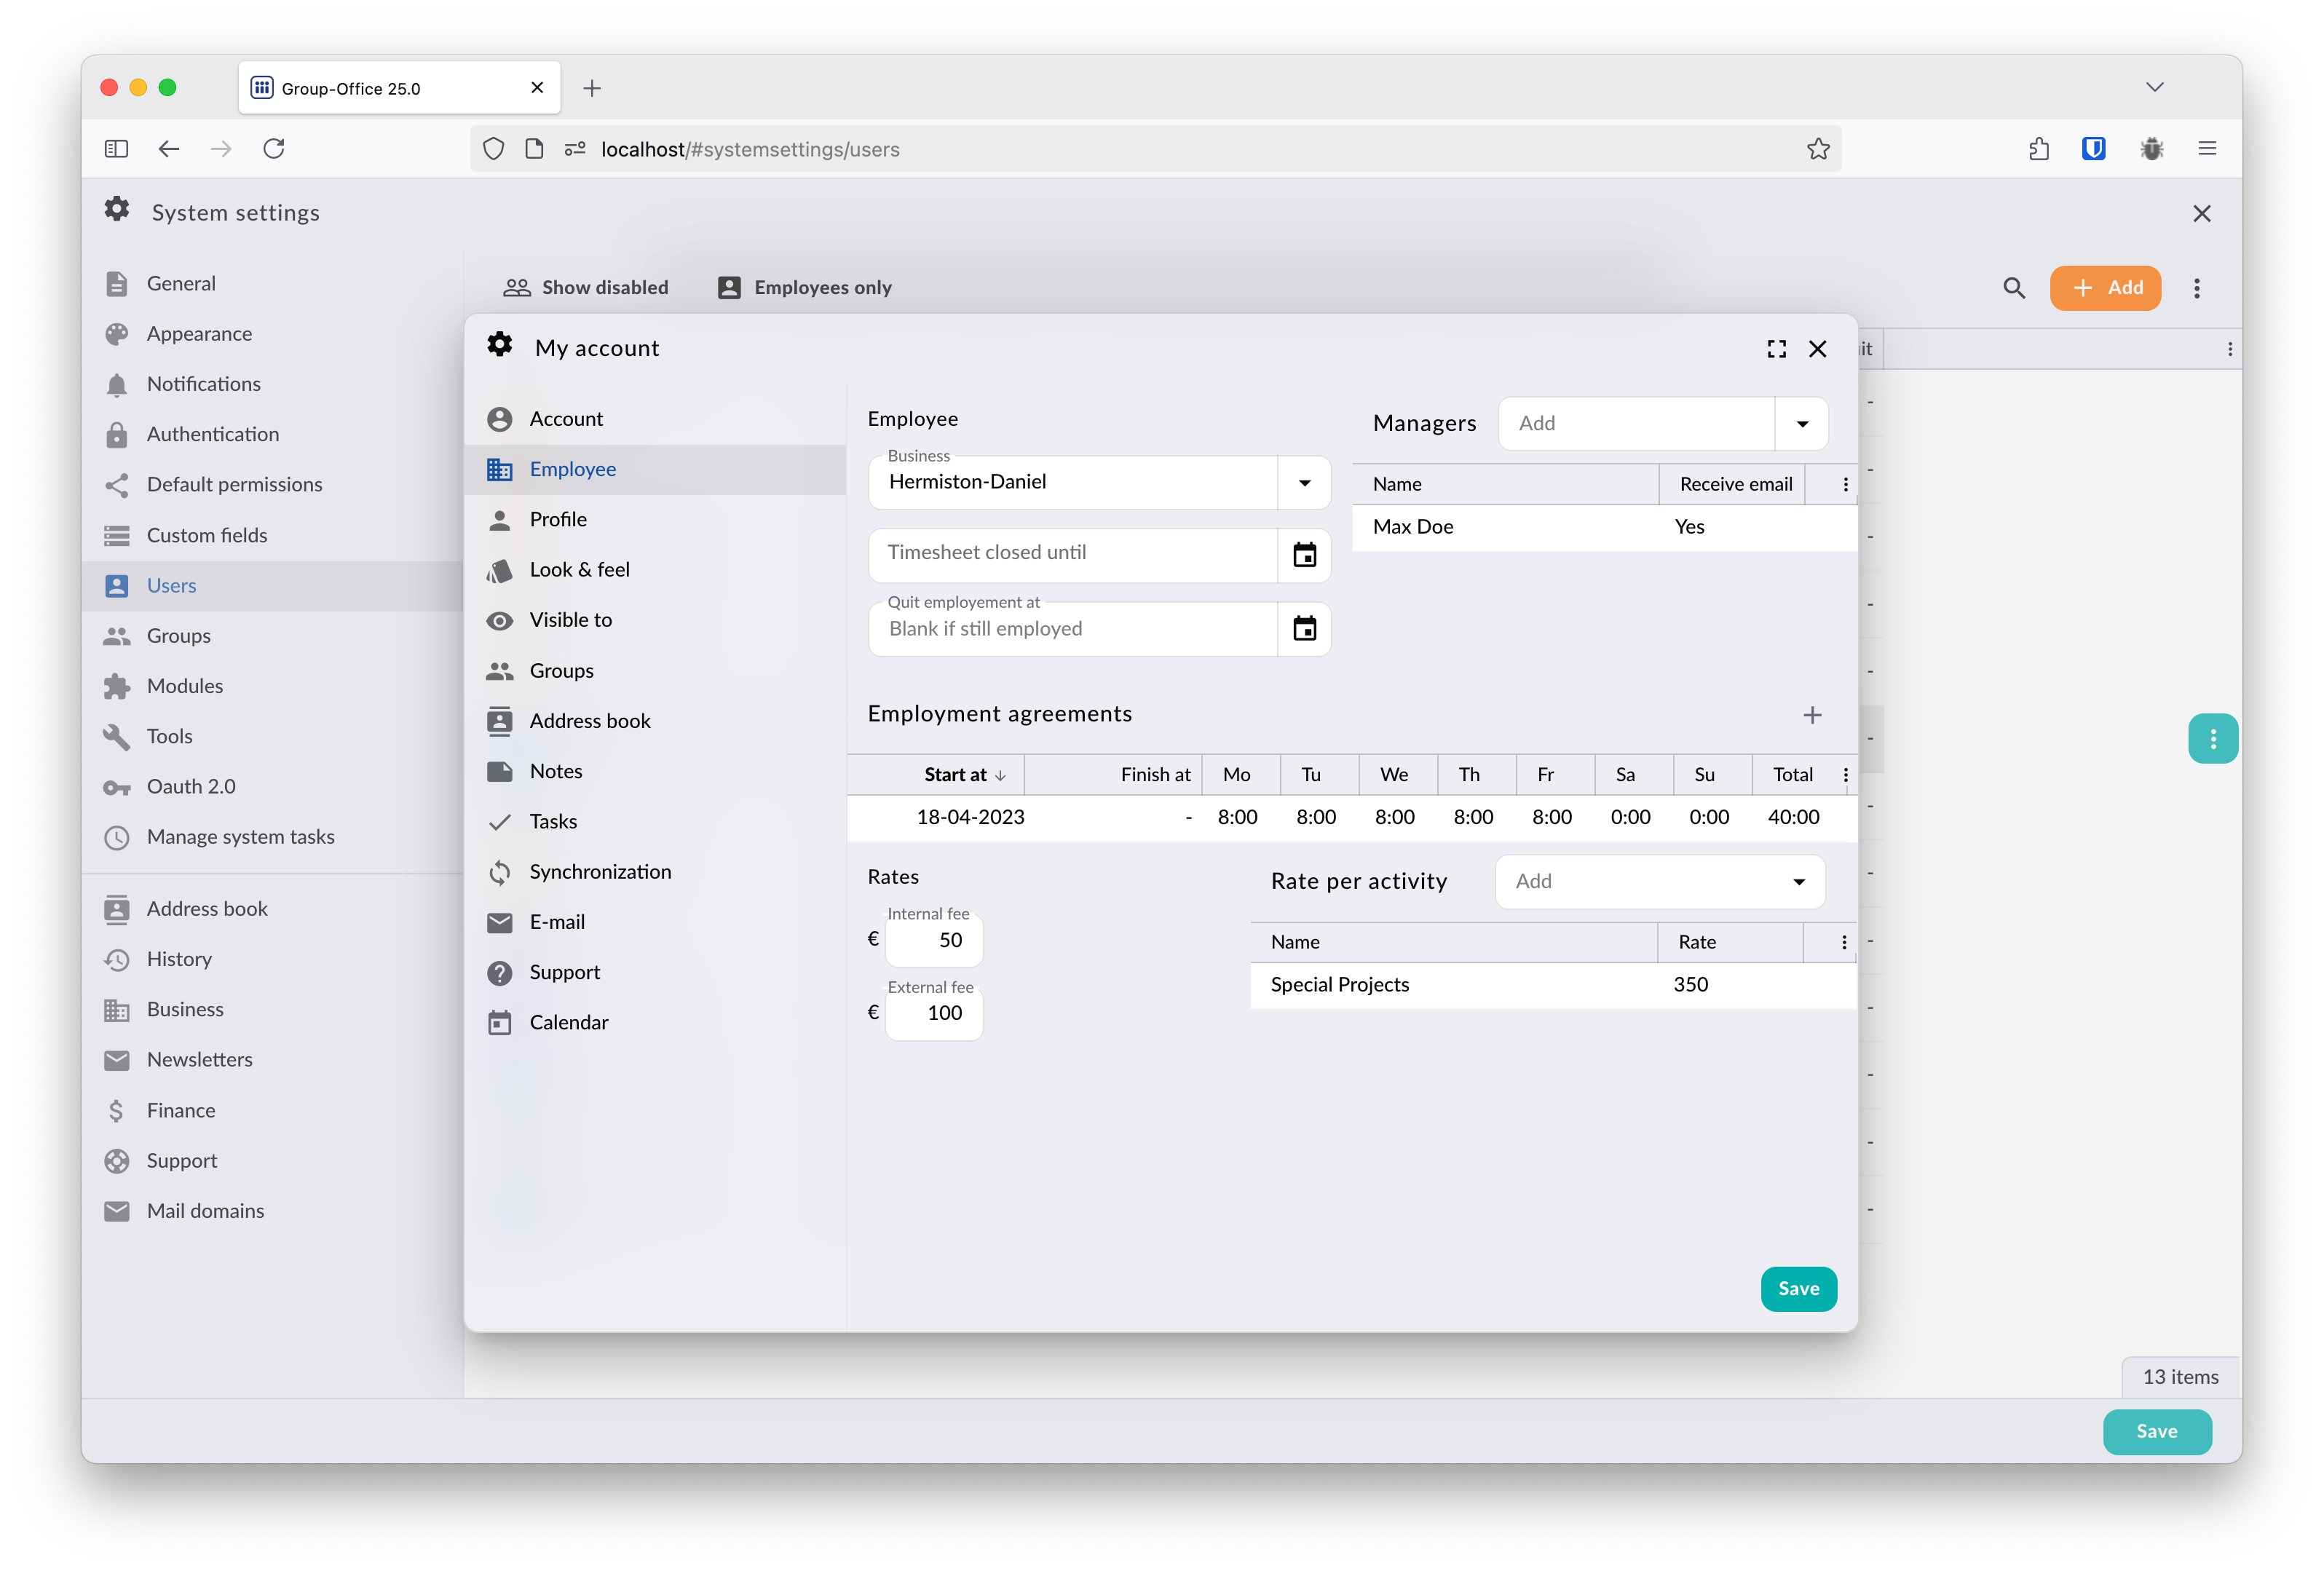 Group-Office 25.0
localhost/#systemsettings/users
System settings
General
Appearance
Notifications
Authentication
Default permissions
Custom fields
Users
Groups
Modules
Tools
Oauth 2.0
Manage system tasks
Address book
History
Business
Newsletters
Finance
Support
Mail domains
Show disabled
Employees only
Add
My account
Account
Employee
Profile
Look & feel
Visible to
Groups
Address book
Notes
Tasks
Synchronization
E-mail
Support
Calendar
Employee
Business
Hermiston-Daniel
Timesheet closed until
Quit employement at
Blank if still employed
Managers
Add
Name Receive email
Max Doe Yes
Employment agreements
Start at Finish at Mo Tu We Th Fr Sa Su Total
18-04-2023 - 8:00 8:00 8:00 8:00 8:00 0:00 0:00 40:00
Rates
Internal fee
€ 50
External fee
€ 100
Rate per activity
Add
Name Rate
Special Projects 350
Save
13 items
Save